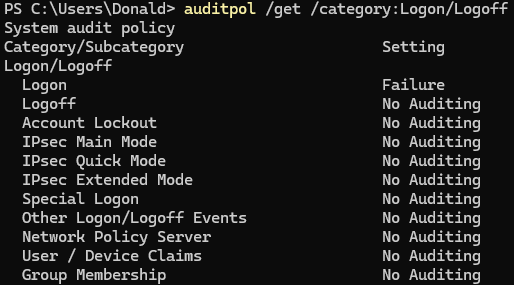 PS C:\Users\Donald> auditpol /get /category:Logon/Logoff
System audit policy
Category/Subcategory                      Setting
Logon/Logoff
  Logon                                   Failure
  Logoff                                  No Auditing
  Account Lockout                         No Auditing
  IPsec Main Mode                         No Auditing
  IPsec Quick Mode                        No Auditing
  IPsec Extended Mode                     No Auditing
  Special Logon                           No Auditing
  Other Logon/Logoff Events               No Auditing
  Network Policy Server                   No Auditing
  User / Device Claims                    No Auditing
  Group Membership                        No Auditing